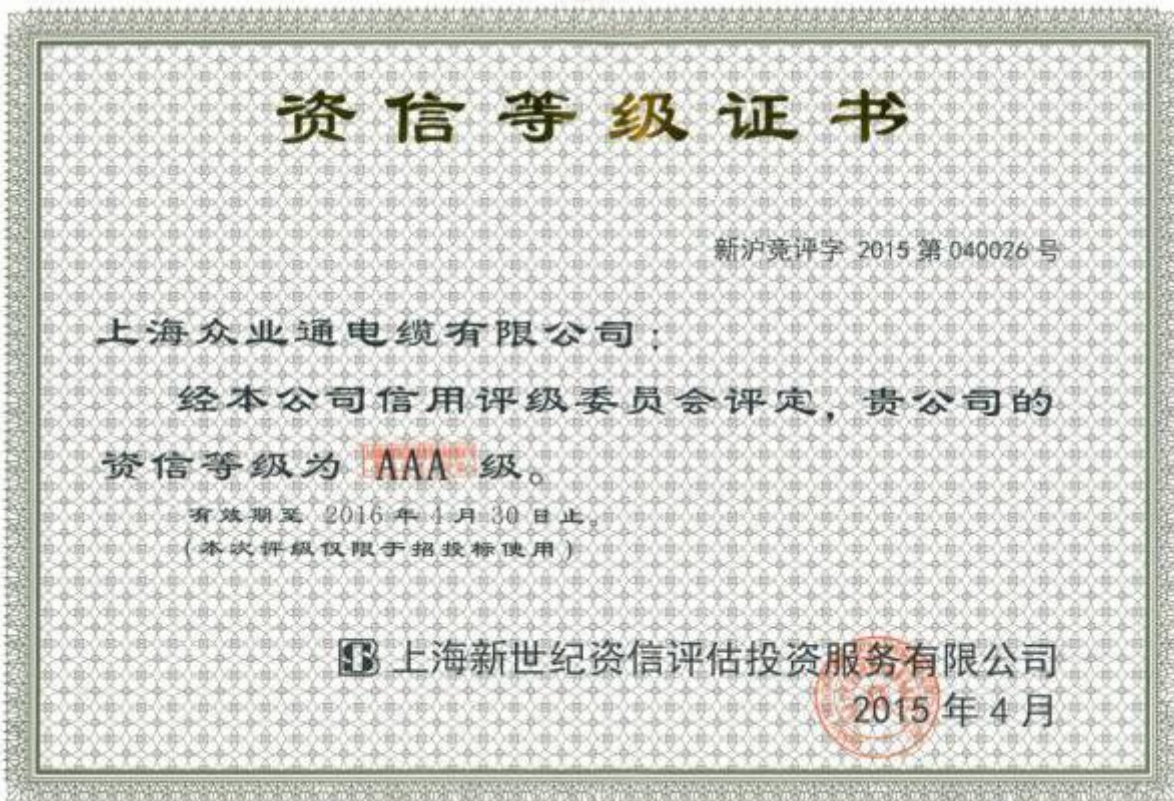 资信等级证书
新沪竞评字 2015 第 040026 号
上海众业通电缆有限公司：
经本公司信用评级委员会评定，贵公司的
资信等级为 AAA 级。
有效期至 2016 年 4 月 30 日止。
（本次评级仅限于招投标使用）
上海新世纪资信评估投资服务有限公司
2015 年 4 月